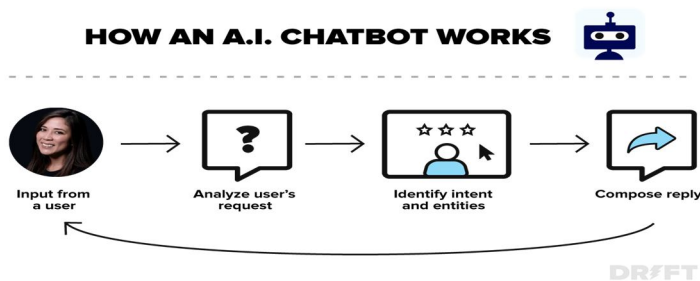 HOW AN A.I. CHATBOT WORKS
?
Input from
a user
Analyze user's
request
Identify intent
and entities
Compose reply
DRIFT